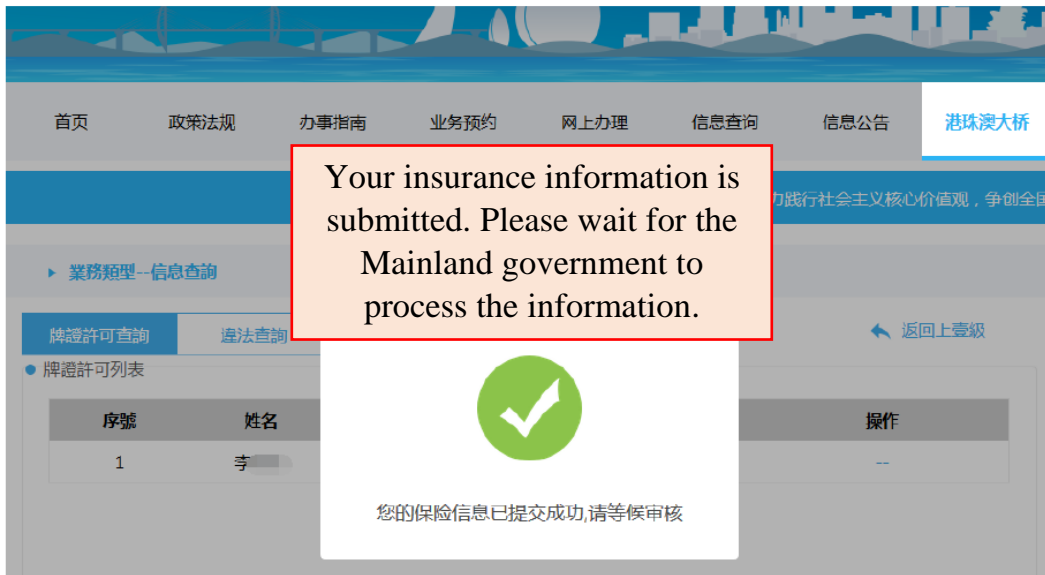 首页 政策法规 办事指南 业务预约 网上办理 信息查询 信息公告 港珠澳大桥
Your insurance information is
submitted. Please wait for the
Mainland government to
process the information.
力践行社会主义核心价值观，争创全国
業務類型--信息查詢
牌證許可查詢 違法查詢 返回上壹級
牌證許可列表
序號 姓名 操作
1 李 --
您的保险信息已提交成功,请等候审核